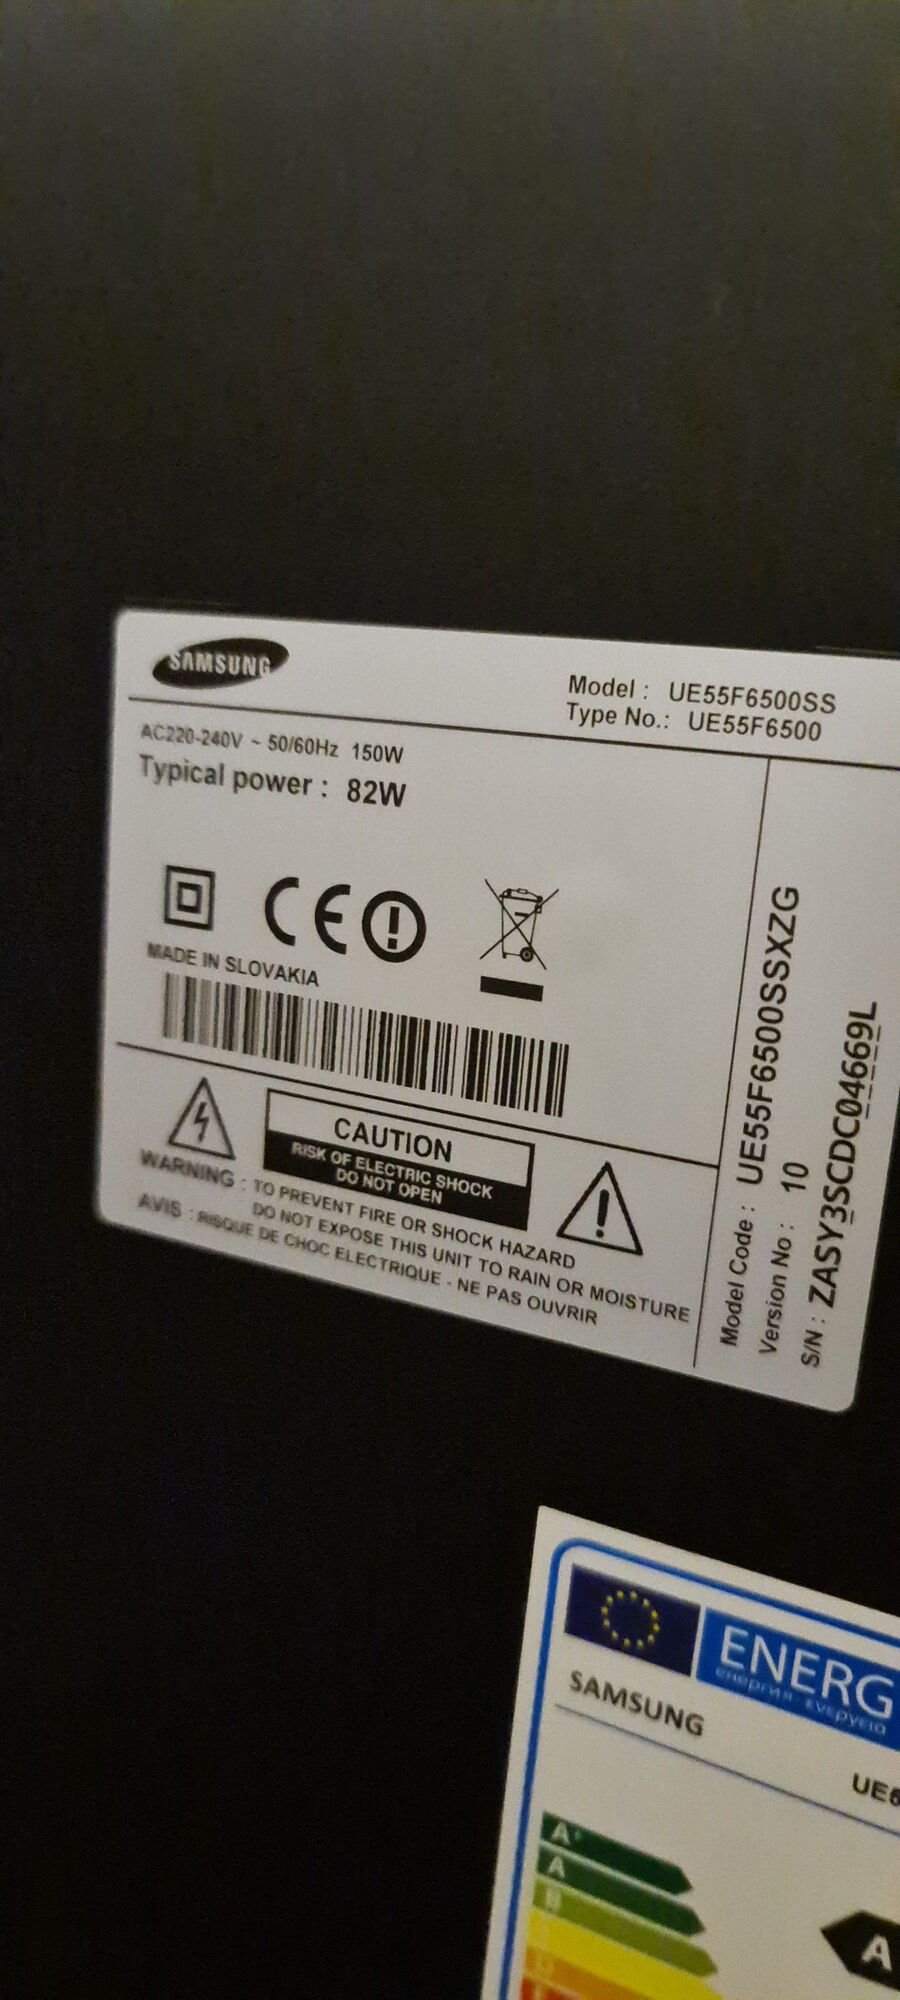 SAMSUNG
Model : UE55F6500SS
Type No.: UE55F6500
AC220-240V ~ 50/60Hz 150W
Typical power : 82W
CE
MADE IN SLOVAKIA
CAUTION
RISK OF ELECTRIC SHOCK
DO NOT OPEN
WARNING : TO PREVENT FIRE OR SHOCK HAZARD
DO NOT EXPOSE THIS UNIT TO RAIN OR MOISTURE
AVIS : RISQUE DE CHOC ELECTRIQUE - NE PAS OUVRIR
Model Code : UE55F6500SSXZG
Version No : 10
S/N : ZASY3SCDC04669L
ENERG
енергия · ενεργεια
SAMSUNG
A+
A
B
A